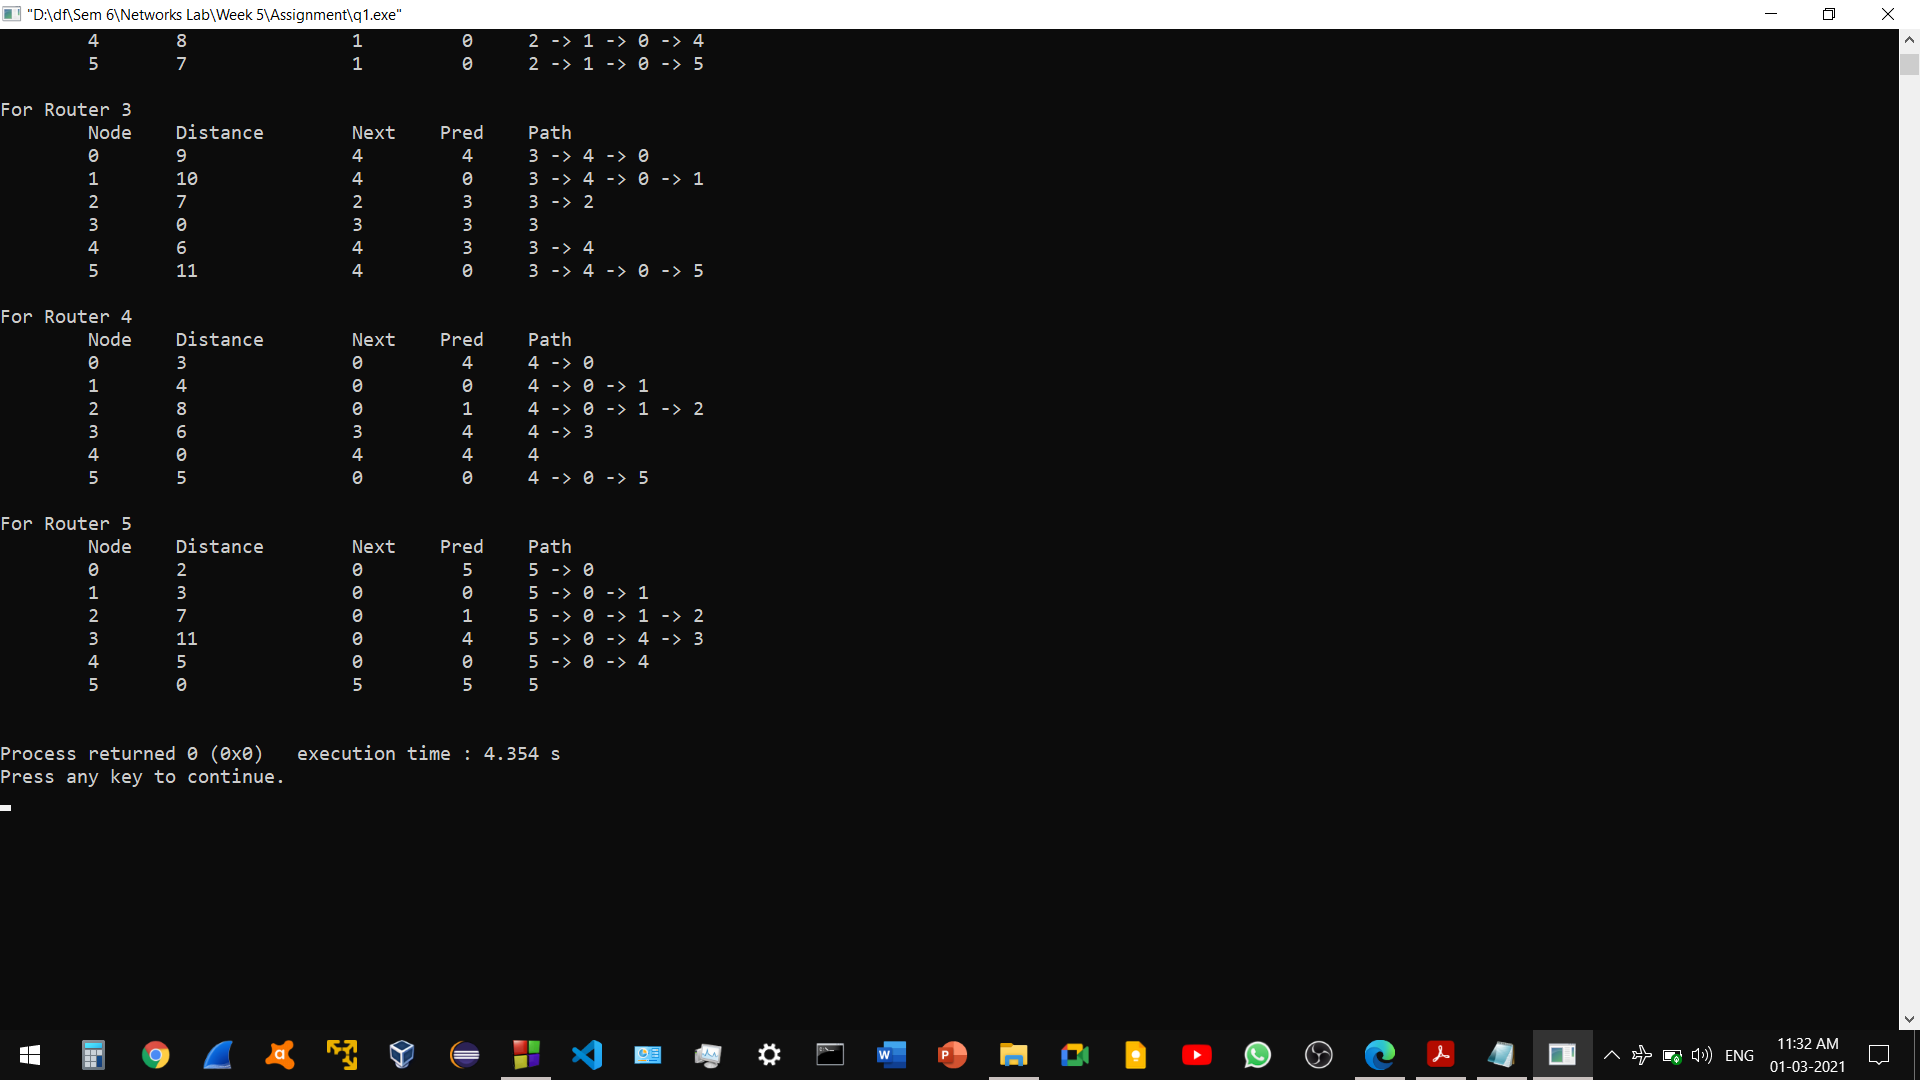 "D:\df\Sem 6\Networks Lab\Week 5\Assignment\q1.exe"
4 8 1 0 2 -> 1 -> 0 -> 4
5 7 1 0 2 -> 1 -> 0 -> 5
For Router 3
Node Distance Next Pred Path
0 9 4 4 3 -> 4 -> 0
1 10 4 0 3 -> 4 -> 0 -> 1
2 7 2 3 3 -> 2
3 0 3 3 3
4 6 4 3 3 -> 4
5 11 4 0 3 -> 4 -> 0 -> 5
For Router 4
Node Distance Next Pred Path
0 3 0 4 4 -> 0
1 4 0 0 4 -> 0 -> 1
2 8 0 1 4 -> 0 -> 1 -> 2
3 6 3 4 4 -> 3
4 0 4 4 4
5 5 0 0 4 -> 0 -> 5
For Router 5
Node Distance Next Pred Path
0 2 0 5 5 -> 0
1 3 0 0 5 -> 0 -> 1
2 7 0 1 5 -> 0 -> 1 -> 2
3 11 0 4 5 -> 0 -> 4 -> 3
4 5 0 0 5 -> 0 -> 4
5 0 5 5 5
Process returned 0 (0x0) execution time : 4.354 s
Press any key to continue.
ENG
11:32 AM
01-03-2021